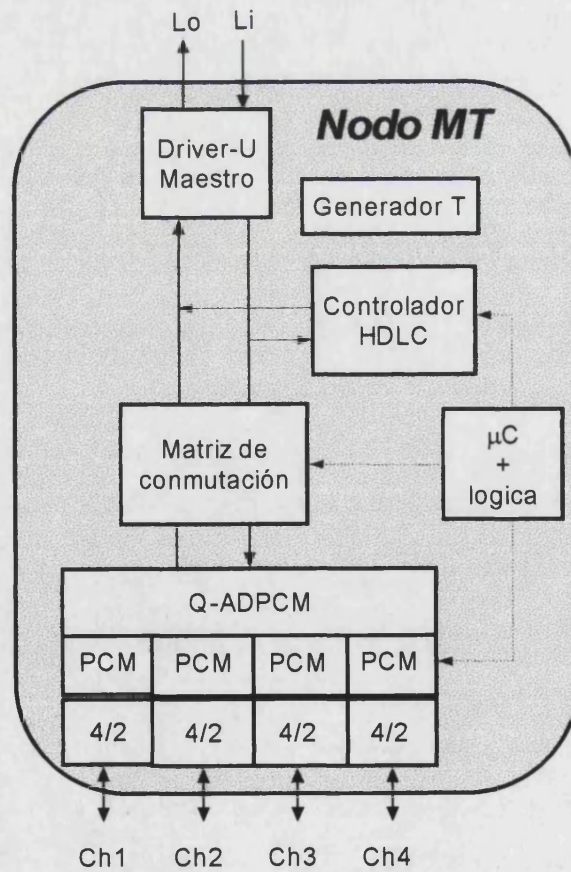 Lo Li
Nodo MT
Driver-U
Maestro
Generador T
Controlador
HDLC
Matriz de
conmutación
μC
+
logica
Q-ADPCM
PCM PCM PCM PCM
4/2 4/2 4/2 4/2
Ch1 Ch2 Ch3 Ch4